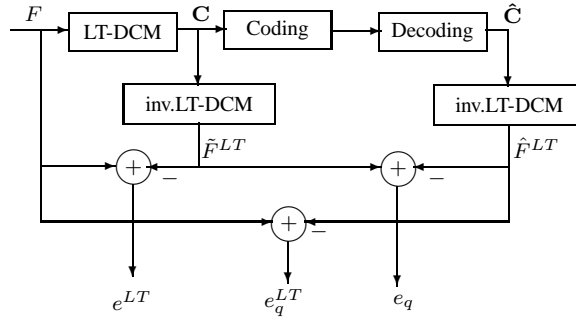 F LT-DCM C Coding Decoding Ĉ
inv.LT-DCM inv.LT-DCM
F̃^{LT} F̂^{LT}
+ − + −
+ −
e^{LT} e_q^{LT} e_q